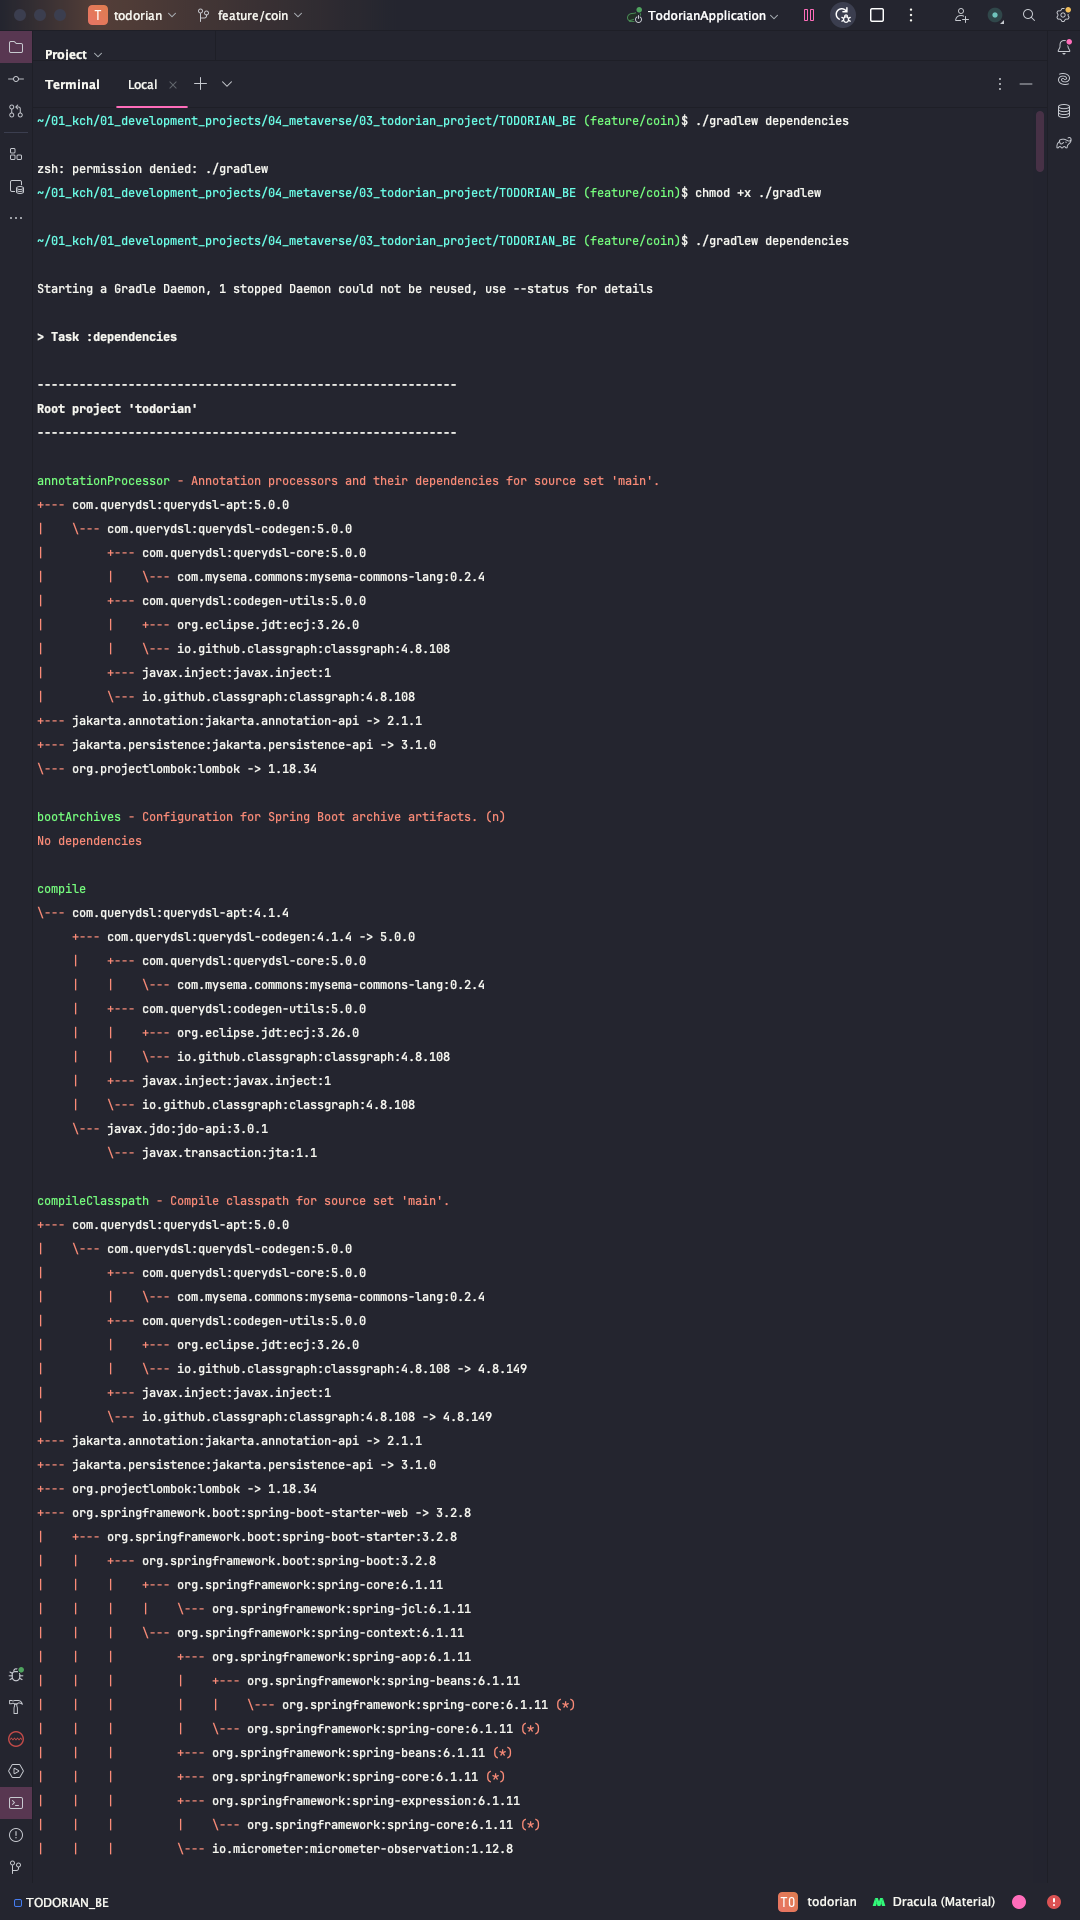 T todorian feature/coin TodorianApplication
Project
Terminal Local
~/01_kch/01_development_projects/04_metaverse/03_todorian_project/TODORIAN_BE (feature/coin)$ ./gradlew dependencies
zsh: permission denied: ./gradlew
~/01_kch/01_development_projects/04_metaverse/03_todorian_project/TODORIAN_BE (feature/coin)$ chmod +x ./gradlew
~/01_kch/01_development_projects/04_metaverse/03_todorian_project/TODORIAN_BE (feature/coin)$ ./gradlew dependencies
Starting a Gradle Daemon, 1 stopped Daemon could not be reused, use --status for details
> Task :dependencies
------------------------------------------------------------
Root project 'todorian'
------------------------------------------------------------
annotationProcessor - Annotation processors and their dependencies for source set 'main'.
+--- com.querydsl:querydsl-apt:5.0.0
|    \--- com.querydsl:querydsl-codegen:5.0.0
|         +--- com.querydsl:querydsl-core:5.0.0
|         |    \--- com.mysema.commons:mysema-commons-lang:0.2.4
|         +--- com.querydsl:codegen-utils:5.0.0
|         |    +--- org.eclipse.jdt:ecj:3.26.0
|         |    \--- io.github.classgraph:classgraph:4.8.108
|         +--- javax.inject:javax.inject:1
|         \--- io.github.classgraph:classgraph:4.8.108
+--- jakarta.annotation:jakarta.annotation-api -> 2.1.1
+--- jakarta.persistence:jakarta.persistence-api -> 3.1.0
\--- org.projectlombok:lombok -> 1.18.34
bootArchives - Configuration for Spring Boot archive artifacts. (n)
No dependencies
compile
\--- com.querydsl:querydsl-apt:4.1.4
     +--- com.querydsl:querydsl-codegen:4.1.4 -> 5.0.0
     |    +--- com.querydsl:querydsl-core:5.0.0
     |    |    \--- com.mysema.commons:mysema-commons-lang:0.2.4
     |    +--- com.querydsl:codegen-utils:5.0.0
     |    |    +--- org.eclipse.jdt:ecj:3.26.0
     |    |    \--- io.github.classgraph:classgraph:4.8.108
     |    +--- javax.inject:javax.inject:1
     |    \--- io.github.classgraph:classgraph:4.8.108
     \--- javax.jdo:jdo-api:3.0.1
          \--- javax.transaction:jta:1.1
compileClasspath - Compile classpath for source set 'main'.
+--- com.querydsl:querydsl-apt:5.0.0
|    \--- com.querydsl:querydsl-codegen:5.0.0
|         +--- com.querydsl:querydsl-core:5.0.0
|         |    \--- com.mysema.commons:mysema-commons-lang:0.2.4
|         +--- com.querydsl:codegen-utils:5.0.0
|         |    +--- org.eclipse.jdt:ecj:3.26.0
|         |    \--- io.github.classgraph:classgraph:4.8.108 -> 4.8.149
|         +--- javax.inject:javax.inject:1
|         \--- io.github.classgraph:classgraph:4.8.108 -> 4.8.149
+--- jakarta.annotation:jakarta.annotation-api -> 2.1.1
+--- jakarta.persistence:jakarta.persistence-api -> 3.1.0
+--- org.projectlombok:lombok -> 1.18.34
+--- org.springframework.boot:spring-boot-starter-web -> 3.2.8
|    +--- org.springframework.boot:spring-boot-starter:3.2.8
|    |    +--- org.springframework.boot:spring-boot:3.2.8
|    |    |    +--- org.springframework:spring-core:6.1.11
|    |    |    |    \--- org.springframework:spring-jcl:6.1.11
|    |    |    \--- org.springframework:spring-context:6.1.11
|    |    |         +--- org.springframework:spring-aop:6.1.11
|    |    |         |    +--- org.springframework:spring-beans:6.1.11
|    |    |         |    |    \--- org.springframework:spring-core:6.1.11 (*)
|    |    |         |    \--- org.springframework:spring-core:6.1.11 (*)
|    |    |         +--- org.springframework:spring-beans:6.1.11 (*)
|    |    |         +--- org.springframework:spring-core:6.1.11 (*)
|    |    |         +--- org.springframework:spring-expression:6.1.11
|    |    |         |    \--- org.springframework:spring-core:6.1.11 (*)
|    |    |         \--- io.micrometer:micrometer-observation:1.12.8
TODORIAN_BE TO todorian Dracula (Material)